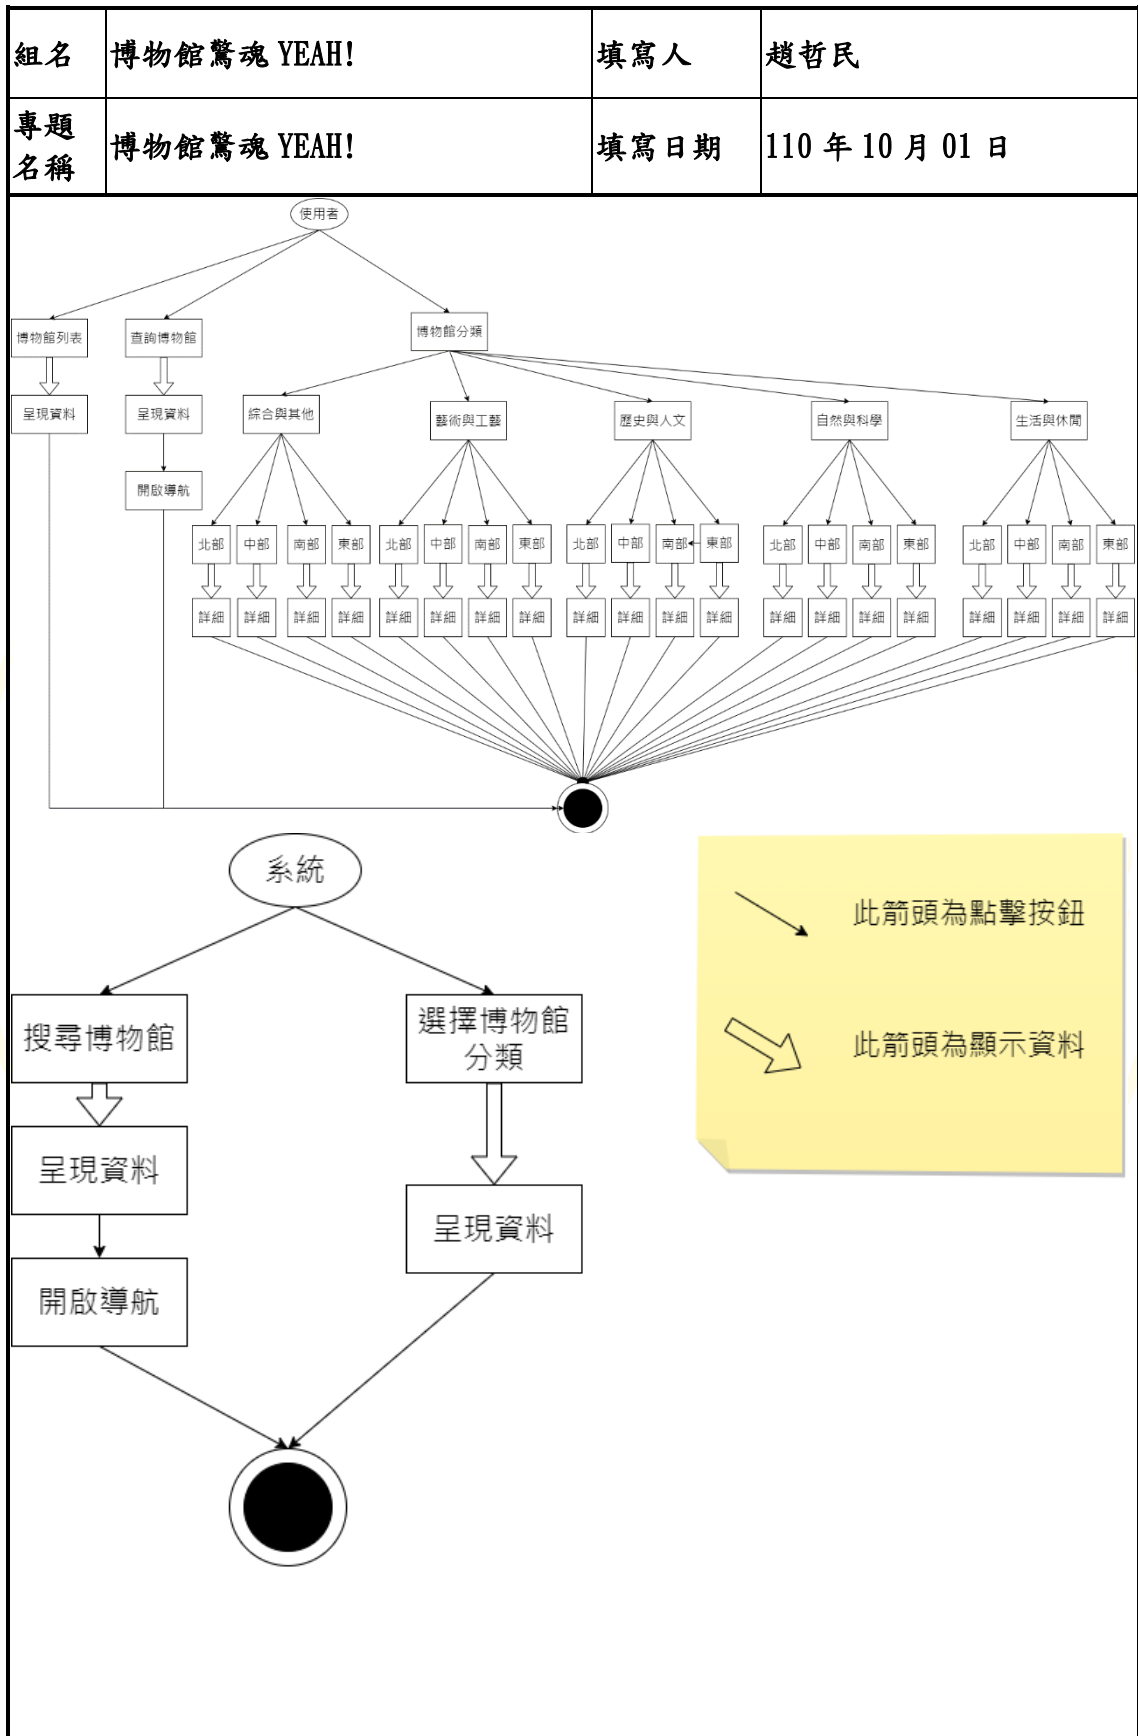 組名 博物館驚魂 YEAH! 填寫人 趙哲民
專題名稱 博物館驚魂 YEAH! 填寫日期 110 年 10 月 01 日
使用者
博物館列表 查詢博物館 博物館分類
呈現資料 呈現資料 綜合與其他 藝術與工藝 歷史與人文 自然與科學 生活與休閒
開啟導航
北部 中部 南部 東部 北部 中部 南部 東部 北部 中部 南部 東部 北部 中部 南部 東部 北部 中部 南部 東部
詳細 詳細 詳細 詳細 詳細 詳細 詳細 詳細 詳細 詳細 詳細 詳細 詳細 詳細 詳細 詳細 詳細 詳細 詳細 詳細
系統
此箭頭為點擊按鈕
搜尋博物館
選擇博物館
分類
此箭頭為顯示資料
呈現資料
呈現資料
開啟導航